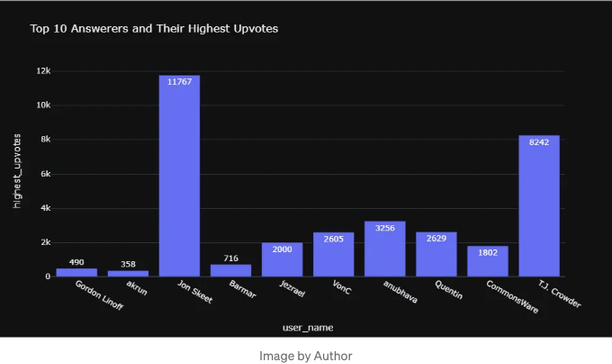 Top 10 Answerers and Their Highest Upvotes
12k
10k
8k
6k
4k
2k
0
highest_upvotes
490
358
11767
716
2000
2605
3256
2629
1802
8242
Gordon Linoff
akrun
Jon Skeet
Barmar
jezrael
VonC
anubhava
Quentin
CommonsWare
T.J. Crowder
user_name
Image by Author